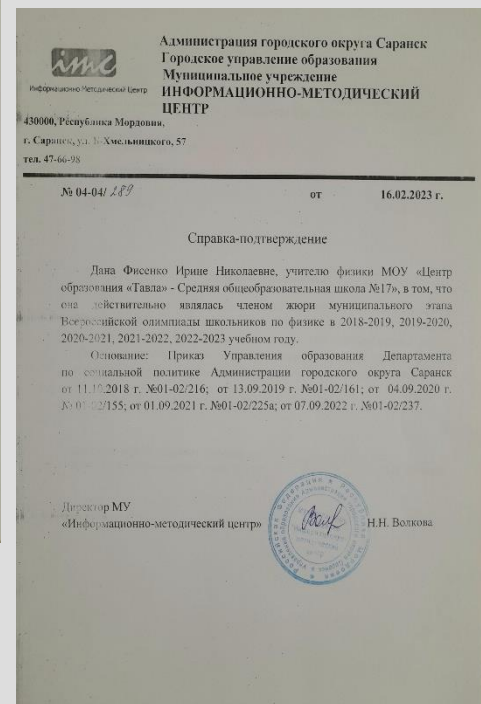 Администрация городского округа Саранск
Городское управление образования
Муниципальное учреждение
ИНФОРМАЦИОННО-МЕТОДИЧЕСКИЙ
ЦЕНТР
imc
Информационно Методический Центр
430000, Республика Мордовия,
г. Саранск, ул. Б-Хмельницкого, 57
тел. 47-66-98
№ 04-04/ 289 от 16.02.2023 г.
Справка-подтверждение
Дана Фисенко Ирине Николаевне, учителю физики МОУ «Центр
образования «Тавла» - Средняя общеобразовательная школа №17», в том, что
она действительно являлась членом жюри муниципального этапа
Всероссийской олимпиады школьников по физике в 2018-2019, 2019-2020,
2020-2021, 2021-2022, 2022-2023 учебном году.
Основание: Приказ Управления образования Департамента
по социальной политике Администрации городского округа Саранск
от 2018 г. №01-02/216; от 13.09.2019 г. №01-02/161; от 04.09.2020 г.
№ 01-02/155; от 01.09.2021 г. №01-02/225а; от 07.09.2022 г. №01-02/237.
Директор МУ
«Информационно-методический центр» Н.Н. Волкова